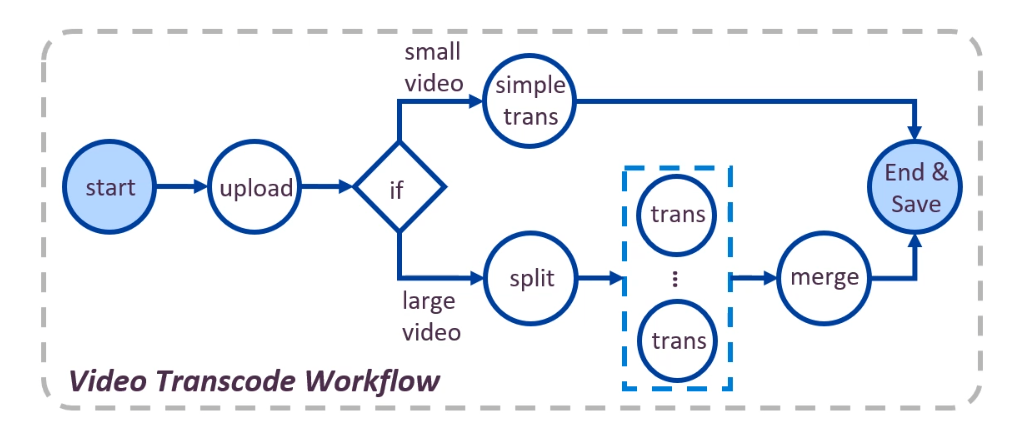 small
video
simple
trans
start
upload
if
End &
Save
trans
split
⋮
merge
large
video
trans
Video Transcode Workflow